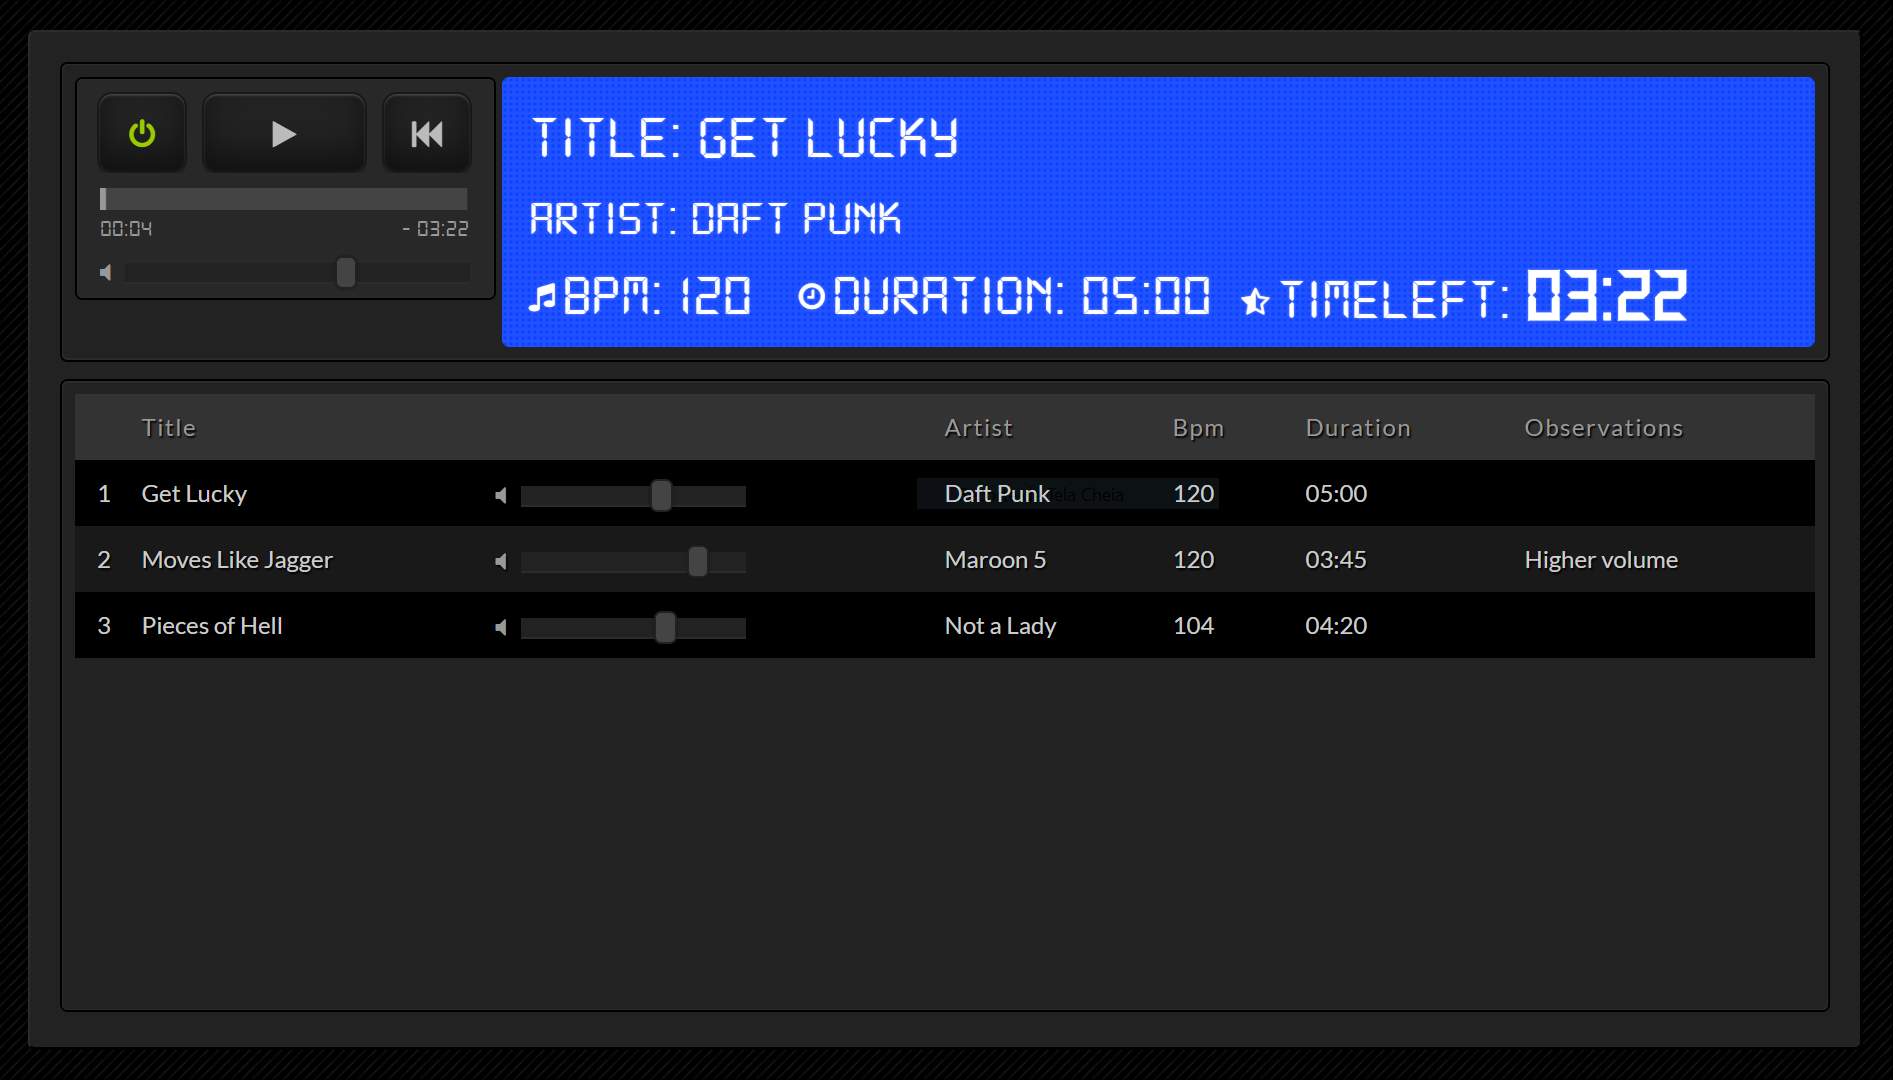 TITLE: GET LUCKY
ARTIST: DAFT PUNK
BPM: 120 DURATION: 05:00 TIMELEFT: 03:22
00:04 - 03:22
Title Artist Bpm Duration Observations
1 Get Lucky Daft Punk Tela Cheia 120 05:00
2 Moves Like Jagger Maroon 5 120 03:45 Higher volume
3 Pieces of Hell Not a Lady 104 04:20